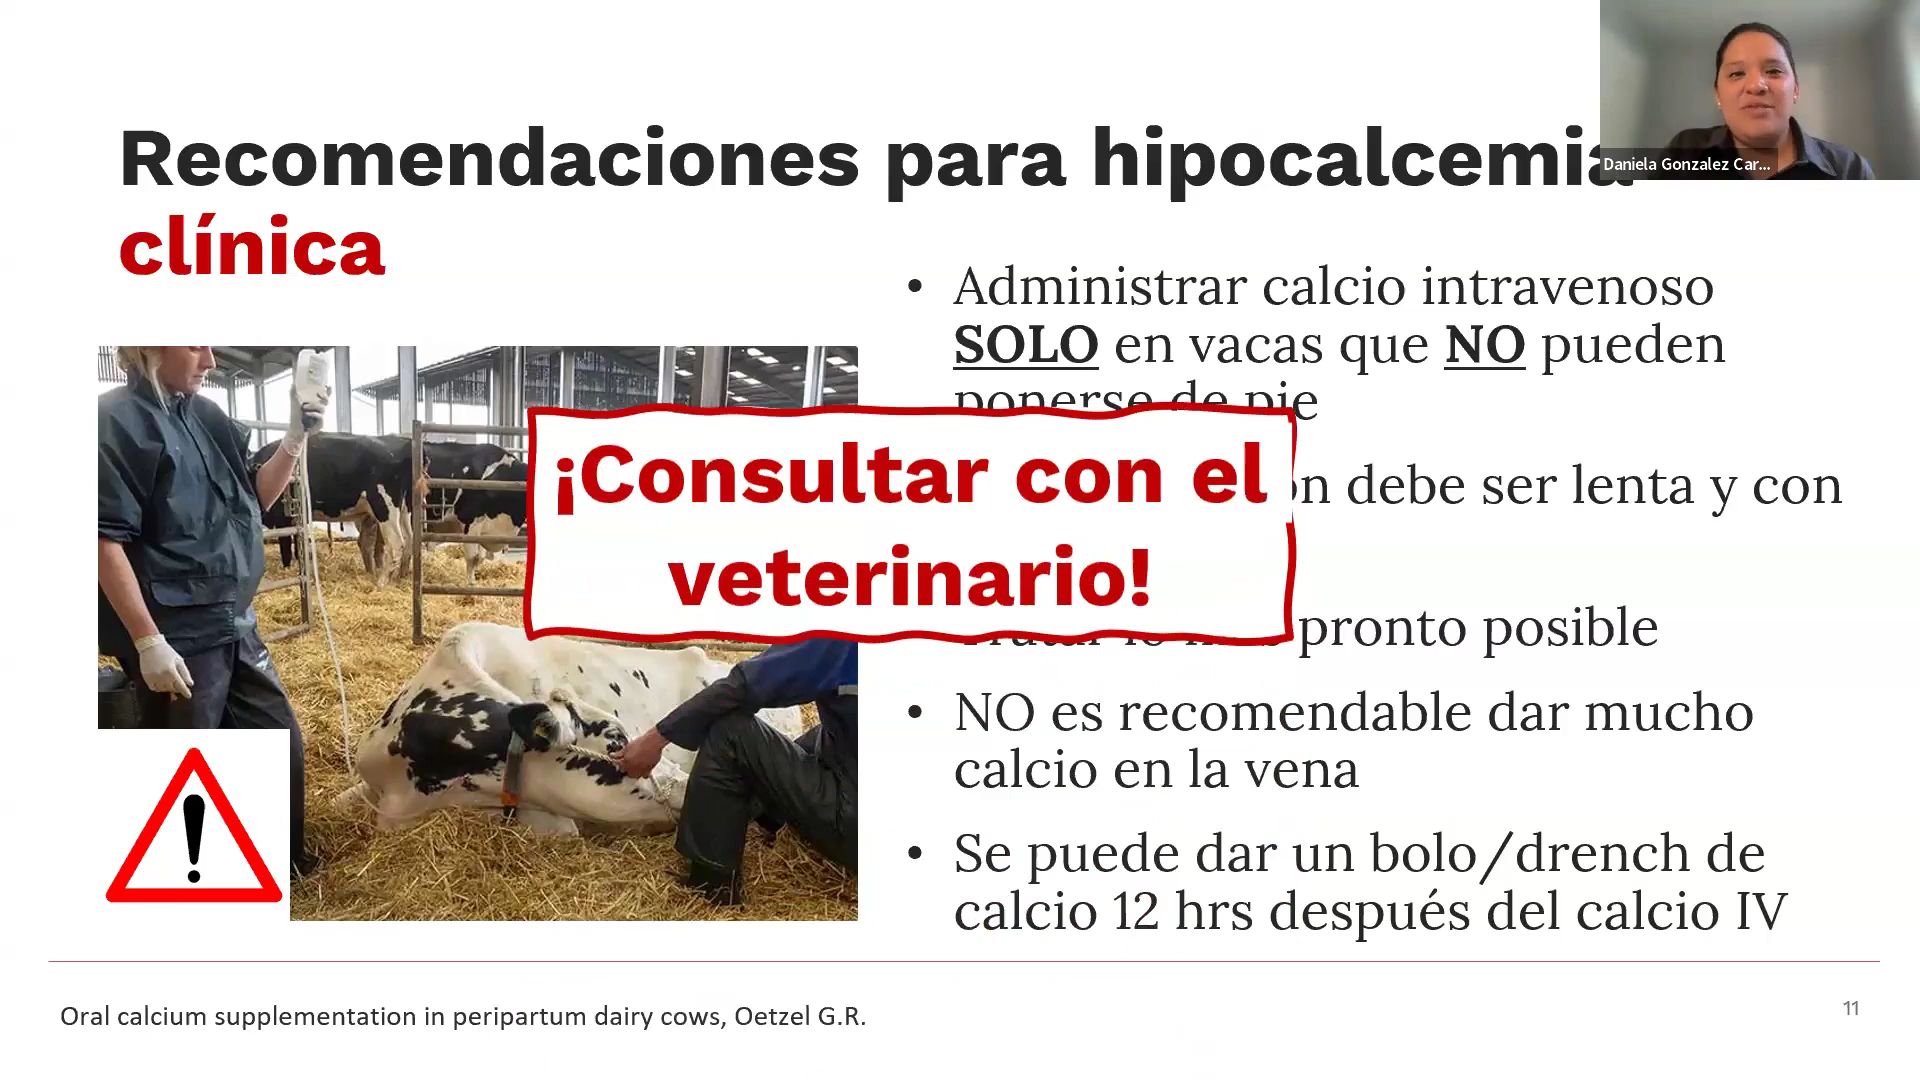 Recomendaciones para hipocalcemia
clínica
Daniela Gonzalez Car...
• Administrar calcio intravenoso
SOLO en vacas que NO pueden
ponerse de pie
¡Consultar con el
veterinario!
debe ser lenta y con
pronto posible
• NO es recomendable dar mucho
calcio en la vena
• Se puede dar un bolo/drench de
calcio 12 hrs después del calcio IV
Oral calcium supplementation in peripartum dairy cows, Oetzel G.R.
11